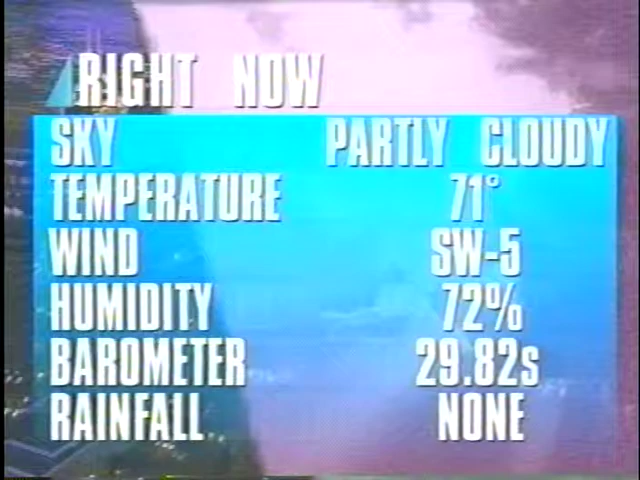 RIGHT NOW
SKY PARTLY CLOUDY
TEMPERATURE 71°
WIND SW-5
HUMIDITY 72%
BAROMETER 29.82s
RAINFALL NONE